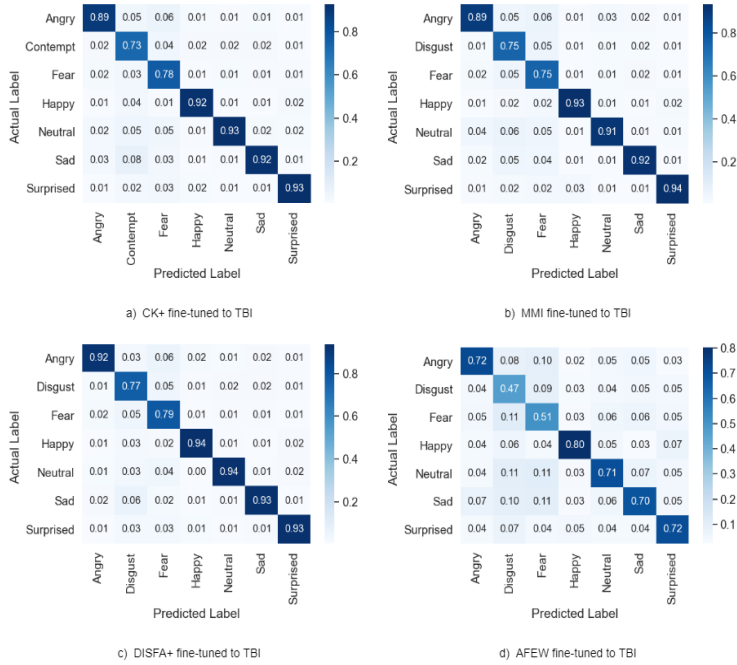 Actual Label
Angry 0.89 0.05 0.06 0.01 0.01 0.02 0.01
Contempt 0.02 0.73 0.04 0.02 0.02 0.01 0.01
Fear 0.02 0.03 0.78 0.01 0.01 0.01 0.01
Happy 0.01 0.04 0.01 0.92 0.01 0.01 0.02
Neutral 0.02 0.05 0.05 0.01 0.93 0.02 0.02
Sad 0.03 0.08 0.03 0.01 0.01 0.92 0.01
Surprised 0.01 0.02 0.03 0.02 0.01 0.01 0.93
Angry Contempt Fear Happy Neutral Sad Surprised
Predicted Label
0.8
0.6
0.4
0.2
a) CK+ fine-tuned to TBI
Actual Label
Angry 0.89 0.05 0.06 0.01 0.03 0.02 0.01
Disgust 0.01 0.75 0.05 0.01 0.01 0.02 0.01
Fear 0.02 0.05 0.75 0.01 0.01 0.01 0.01
Happy 0.01 0.02 0.02 0.93 0.01 0.01 0.02
Neutral 0.04 0.06 0.05 0.01 0.91 0.01 0.01
Sad 0.02 0.05 0.04 0.01 0.02 0.92 0.01
Surprised 0.01 0.02 0.02 0.03 0.01 0.01 0.94
Angry Disgust Fear Happy Neutral Sad Surprised
Predicted Label
0.8
0.6
0.4
0.2
b) MMI fine-tuned to TBI
Actual Label
Angry 0.92 0.03 0.06 0.02 0.01 0.02 0.01
Disgust 0.01 0.77 0.05 0.01 0.02 0.02 0.01
Fear 0.02 0.05 0.79 0.01 0.01 0.01 0.01
Happy 0.01 0.03 0.02 0.94 0.01 0.01 0.02
Neutral 0.01 0.03 0.04 0.00 0.94 0.01 0.02
Sad 0.02 0.06 0.02 0.01 0.01 0.93 0.01
Surprised 0.01 0.03 0.03 0.01 0.01 0.01 0.93
Angry Disgust Fear Happy Neutral Sad Surprised
Predicted Label
0.8
0.6
0.4
0.2
c) DISFA+ fine-tuned to TBI
Actual Label
Angry 0.72 0.08 0.10 0.02 0.05 0.05 0.03
Disgust 0.04 0.47 0.09 0.03 0.04 0.05 0.05
Fear 0.05 0.11 0.51 0.03 0.06 0.06 0.05
Happy 0.04 0.06 0.04 0.80 0.05 0.03 0.07
Neutral 0.04 0.11 0.11 0.03 0.71 0.07 0.05
Sad 0.07 0.10 0.11 0.03 0.06 0.70 0.05
Surprised 0.04 0.07 0.04 0.05 0.04 0.04 0.72
Angry Disgust Fear Happy Neutral Sad Surprised
Predicted Label
0.8
0.7
0.6
0.5
0.4
0.3
0.2
0.1
d) AFEW fine-tuned to TBI